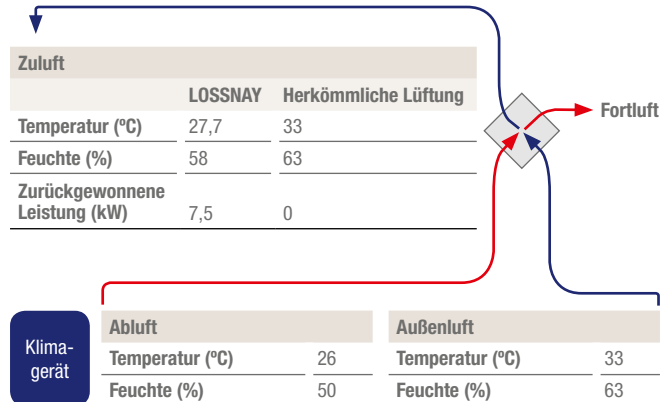 Zuluft
LOSSNAY Herkömmliche Lüftung
Temperatur (ºC) 27,7 33
Feuchte (%) 58 63
Zurückgewonnene
Leistung (kW) 7,5 0
Fortluft
Klima-
gerät
Abluft
Temperatur (ºC) 26
Feuchte (%) 50
Außenluft
Temperatur (ºC) 33
Feuchte (%) 63